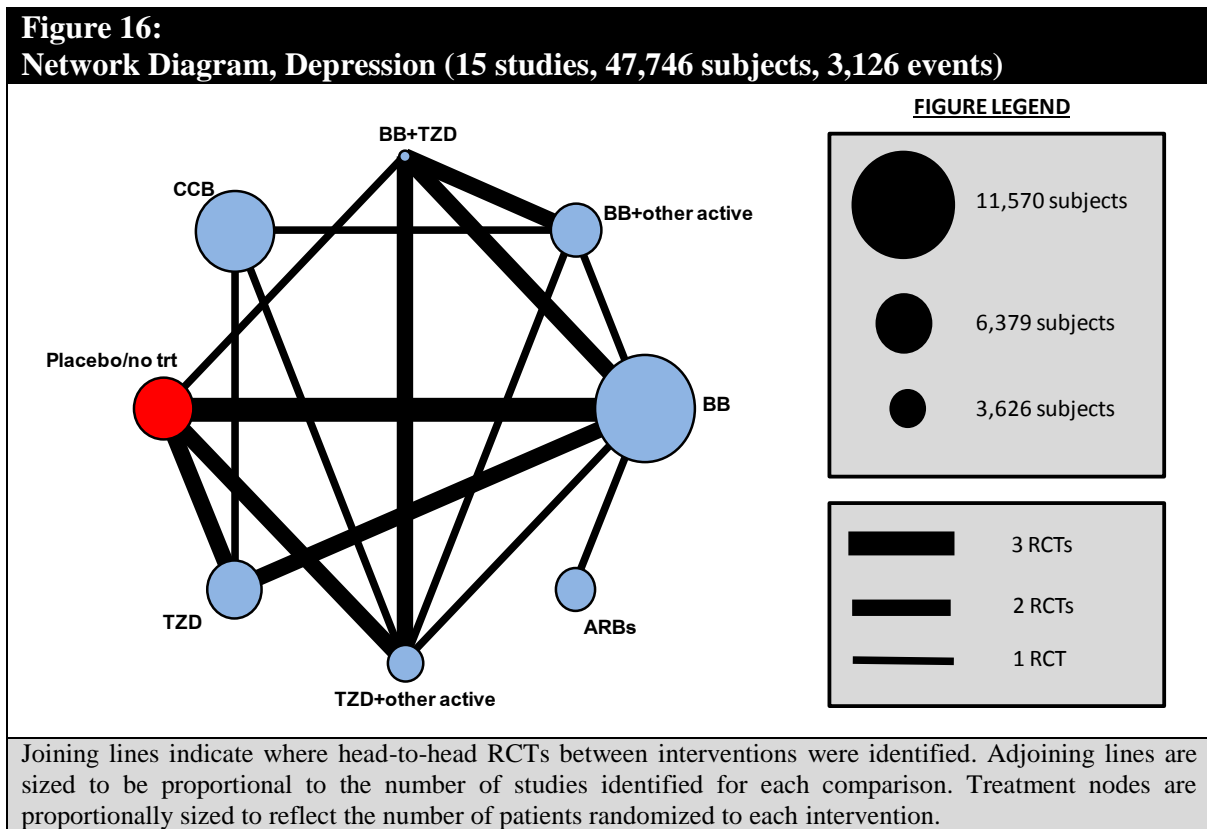 Figure 16:
Network Diagram, Depression (15 studies, 47,746 subjects, 3,126 events)
FIGURE LEGEND
BB+TZD
CCB
BB+other active
11,570 subjects
6,379 subjects
3,626 subjects
Placebo/no trt
BB
TZD
ARBs
TZD+other active
3 RCTs
2 RCTs
1 RCT
Joining lines indicate where head-to-head RCTs between interventions were identified. Adjoining lines are
sized to be proportional to the number of studies identified for each comparison. Treatment nodes are
proportionally sized to reflect the number of patients randomized to each intervention.